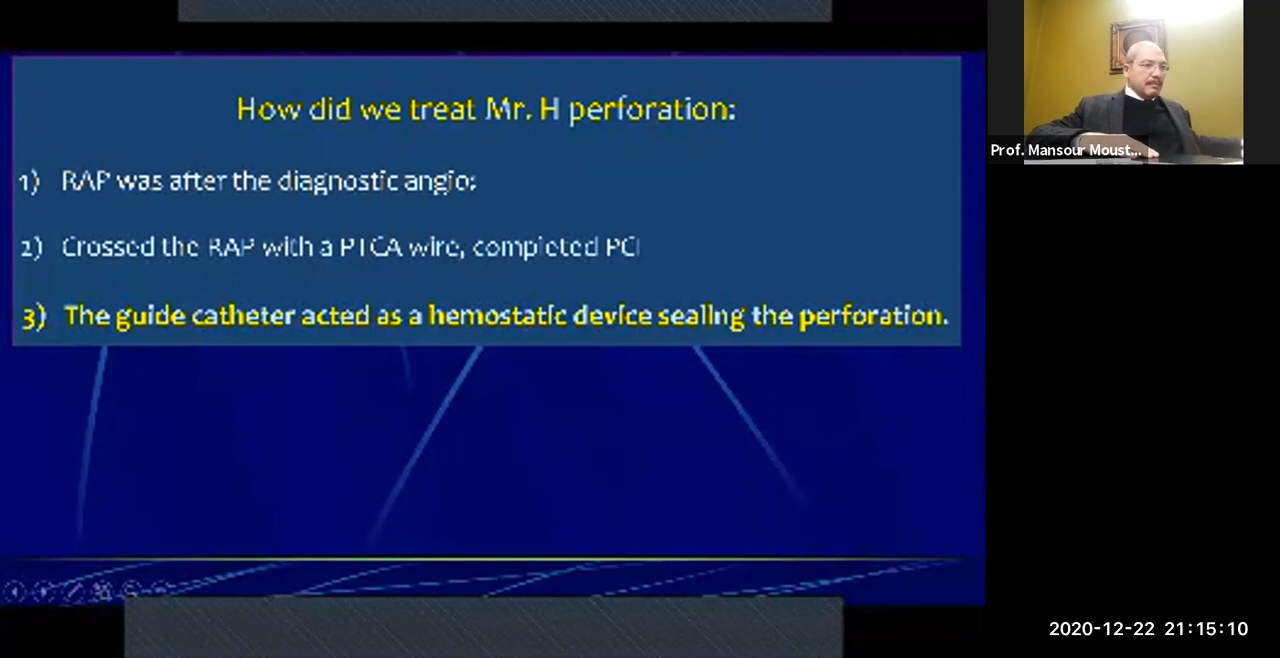 How did we treat Mr. H perforation:
1) RAP was after the diagnostic angio:
2) Crossed the RAP with a PTCA wire, completed PCI
3) The guide catheter acted as a hemostatic device sealing the perforation.
Prof. Mansour Moust...
2020-12-22 21:15:10